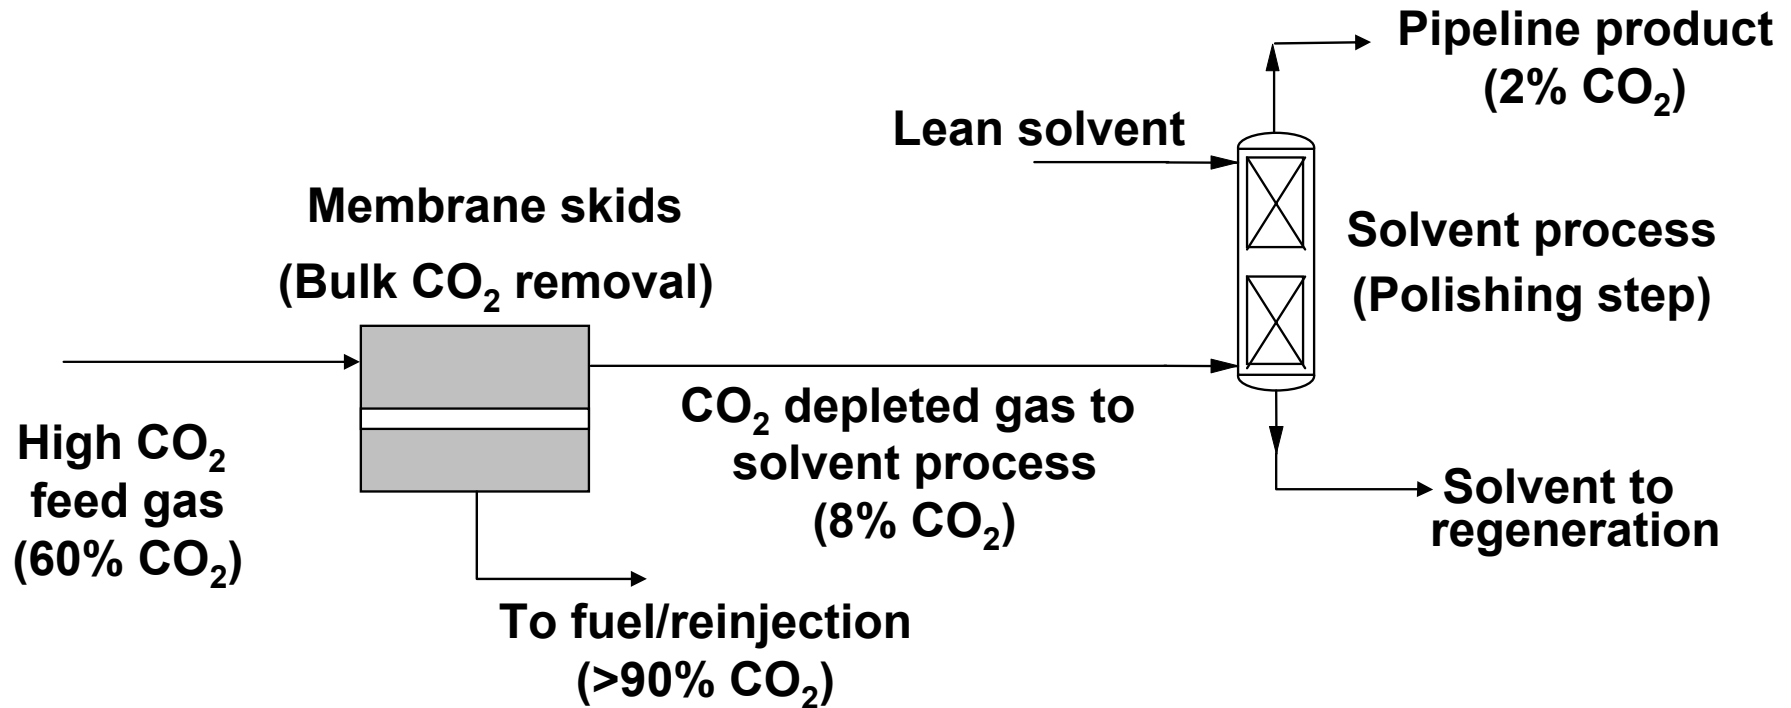 Pipeline product
(2% CO₂)
Lean solvent
Membrane skids
(Bulk CO₂ removal)
Solvent process
(Polishing step)
High CO₂
feed gas
(60% CO₂)
CO₂ depleted gas to
solvent process
(8% CO₂)
Solvent to
regeneration
To fuel/reinjection
(>90% CO₂)